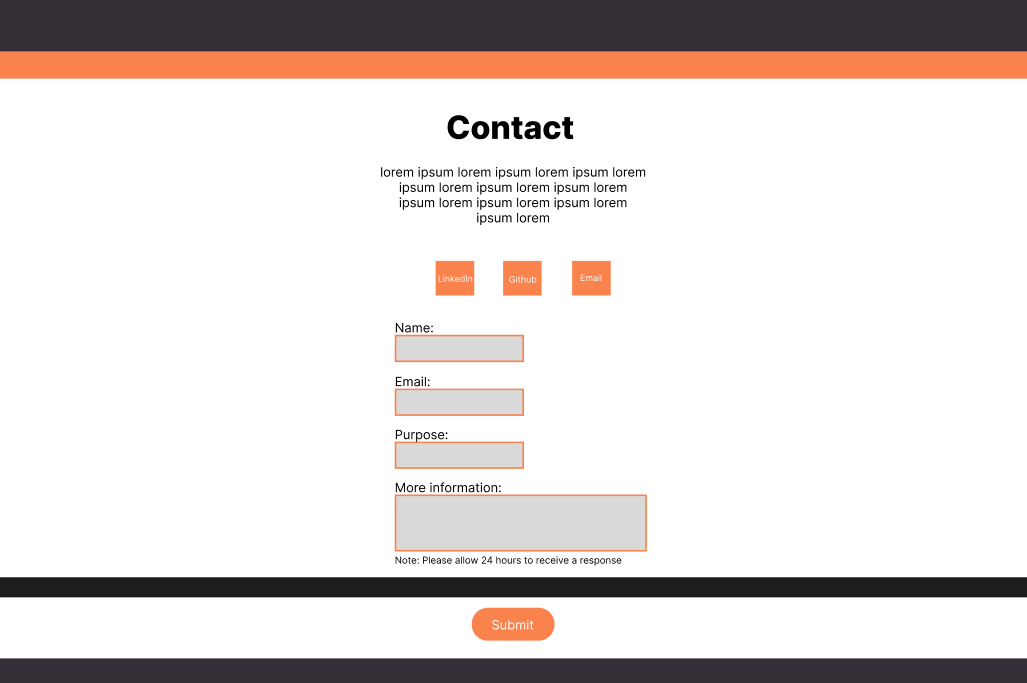 Contact
lorem ipsum lorem ipsum lorem ipsum lorem
ipsum lorem ipsum lorem ipsum lorem
ipsum lorem ipsum lorem ipsum lorem
ipsum lorem
LinkedIn
Github
Email
Name:
Email:
Purpose:
More information:
Note: Please allow 24 hours to receive a response
Submit